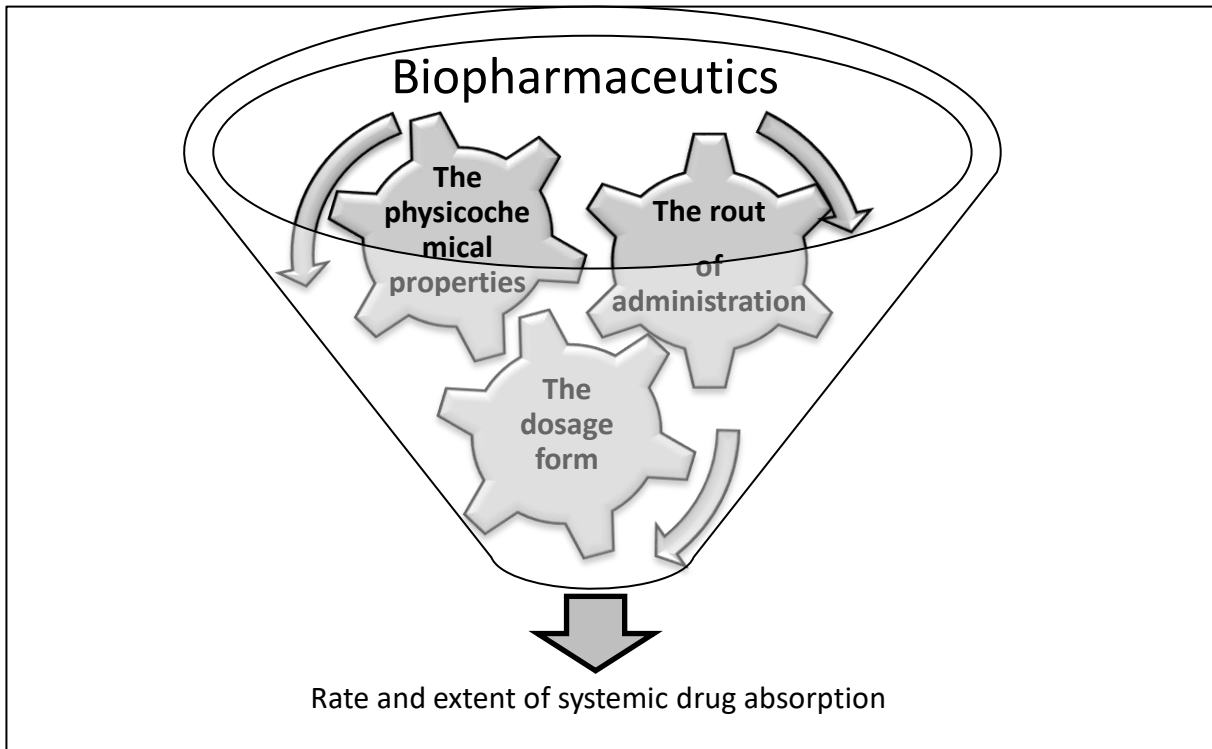 Biopharmaceutics
The
physicoche
mical
properties
The rout
of
administration
The
dosage
form
Rate and extent of systemic drug absorption